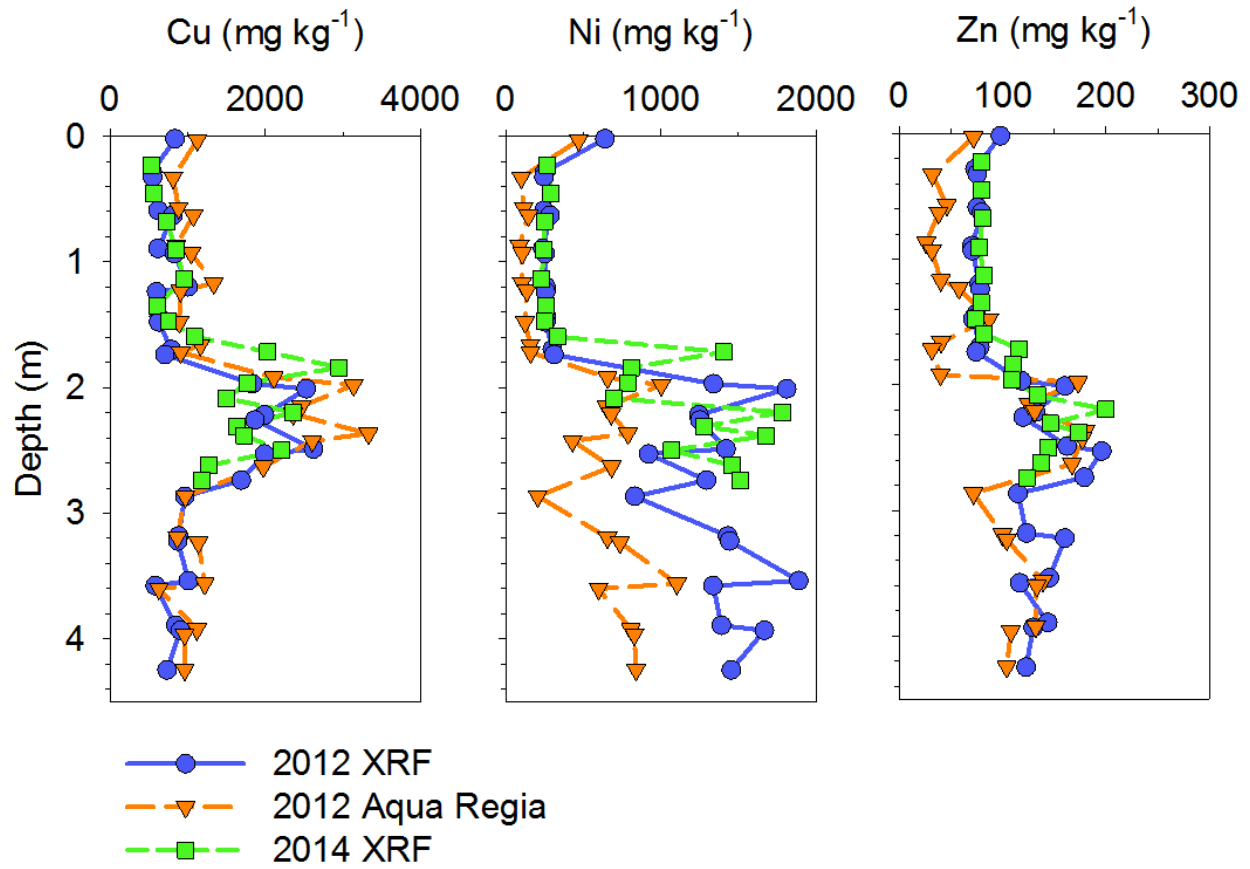 Cu (mg kg⁻¹) Ni (mg kg⁻¹) Zn (mg kg⁻¹)
0 2000 4000 0 1000 2000 0 100 200 300
0
1
2
3
4
Depth (m)
2012 XRF
2012 Aqua Regia
2014 XRF